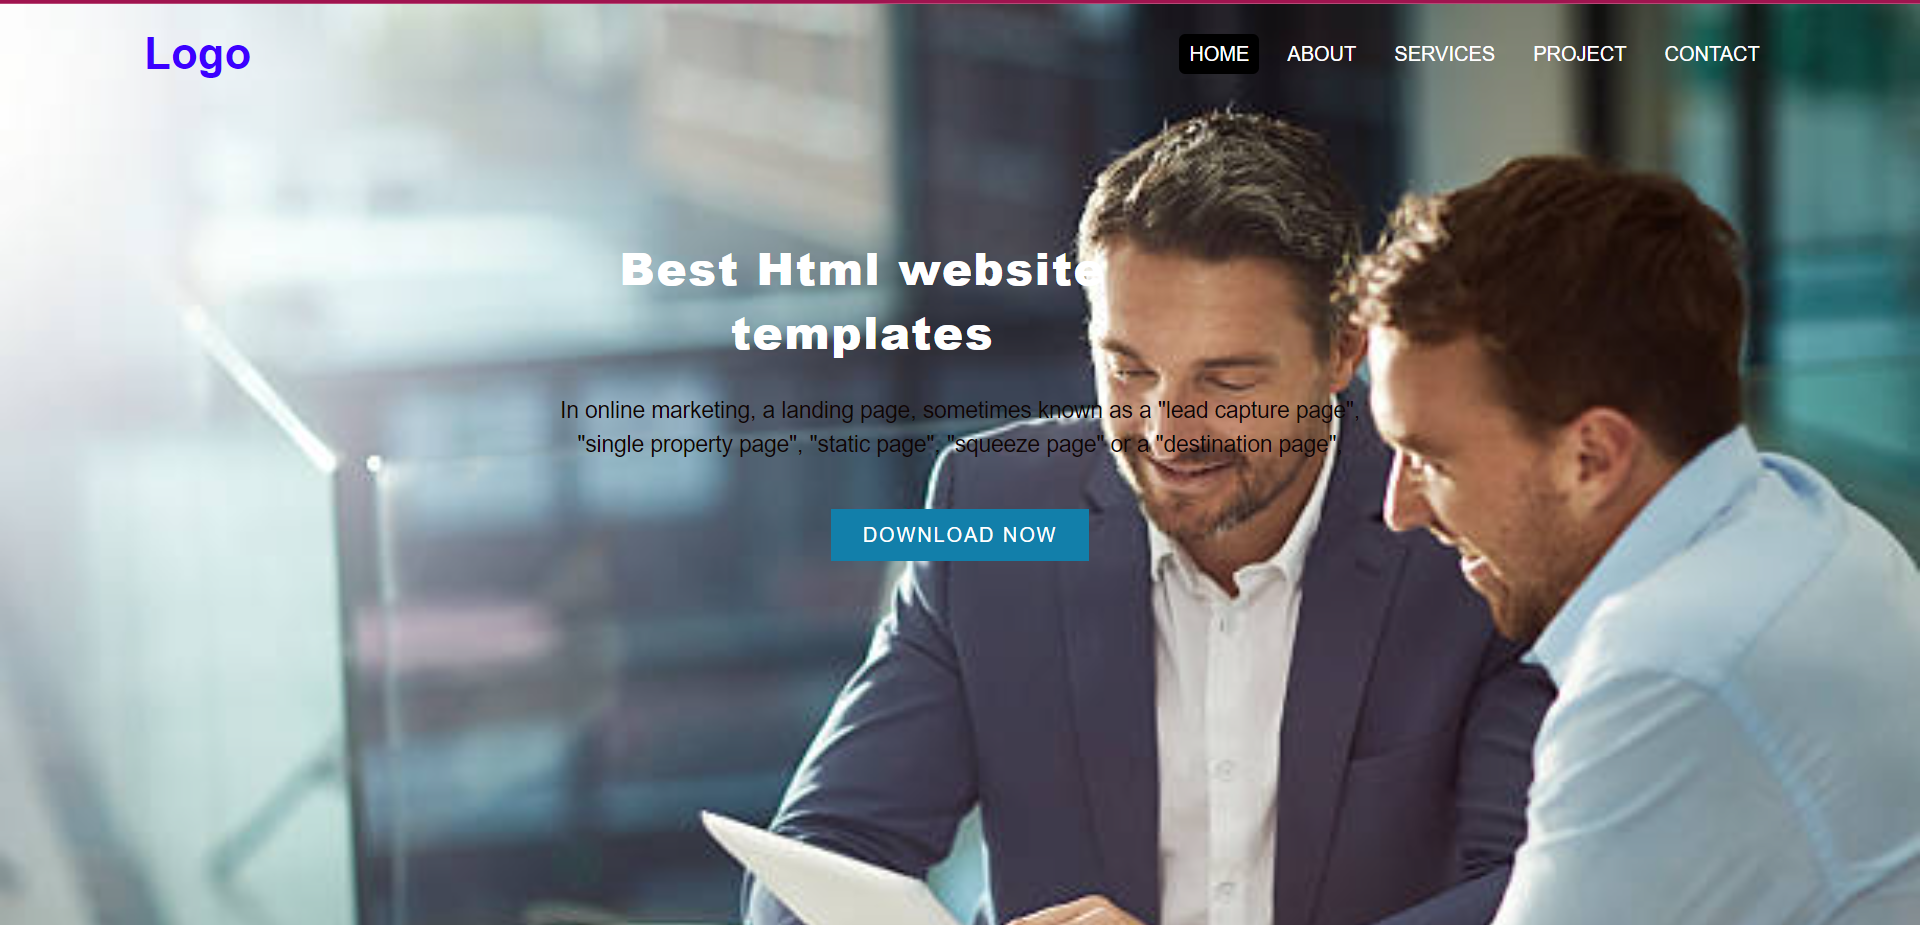 Logo
HOME ABOUT SERVICES PROJECT CONTACT
Best Html website
templates
In online marketing, a landing page, sometimes known as a "lead capture page",
"single property page", "static page", "squeeze page" or a "destination page".
DOWNLOAD NOW